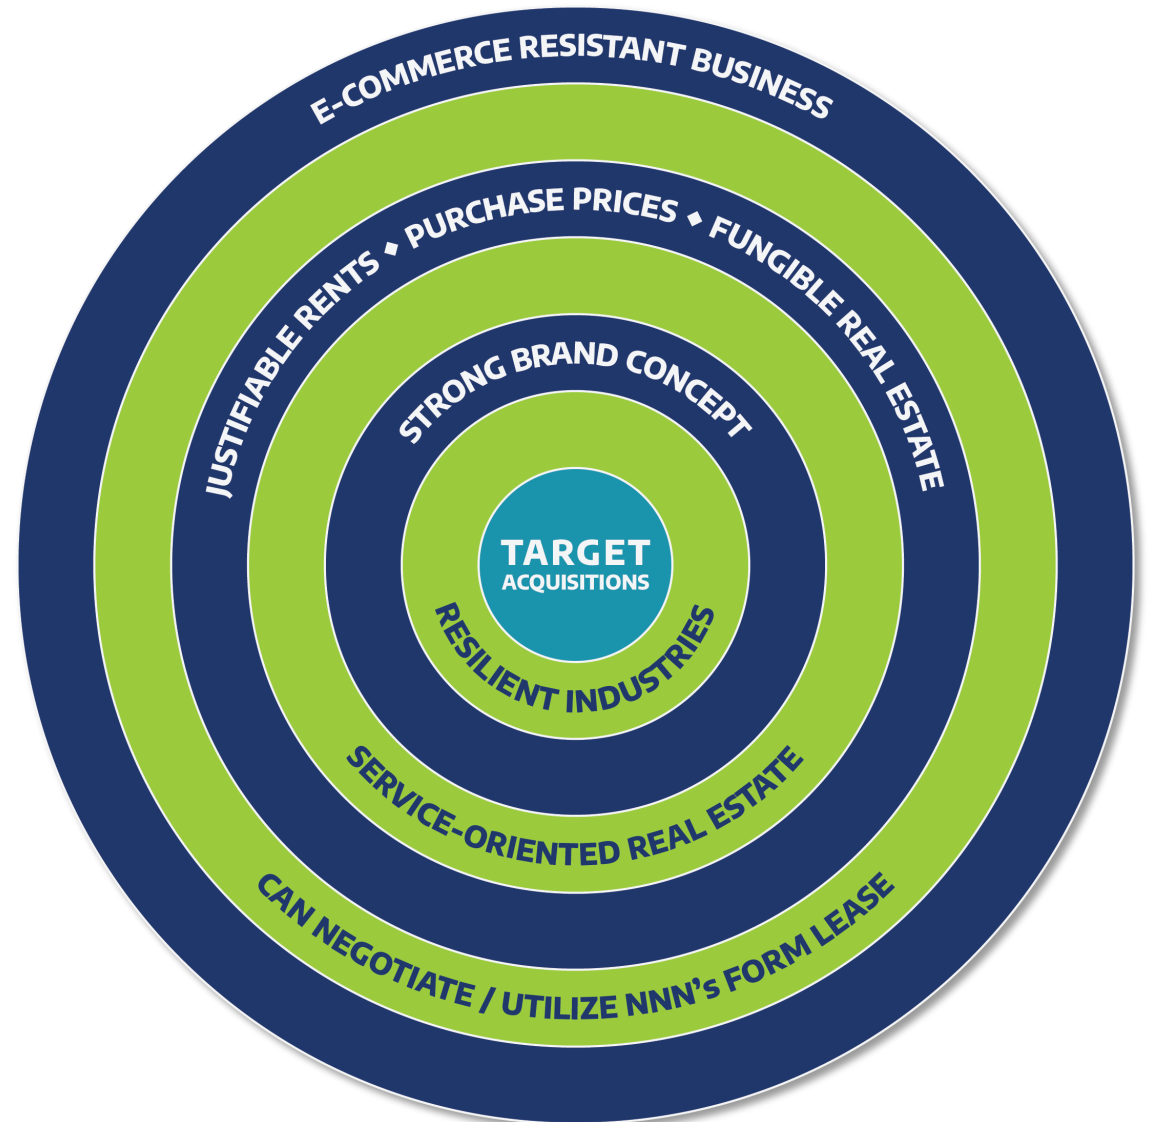 E-COMMERCE RESISTANT BUSINESS
JUSTIFIABLE RENTS ◆ PURCHASE PRICES ◆ FUNGIBLE REAL ESTATE
STRONG BRAND CONCEPT
TARGET
ACQUISITIONS
RESILIENT INDUSTRIES
SERVICE-ORIENTED REAL ESTATE
CAN NEGOTIATE / UTILIZE NNN's FORM LEASE